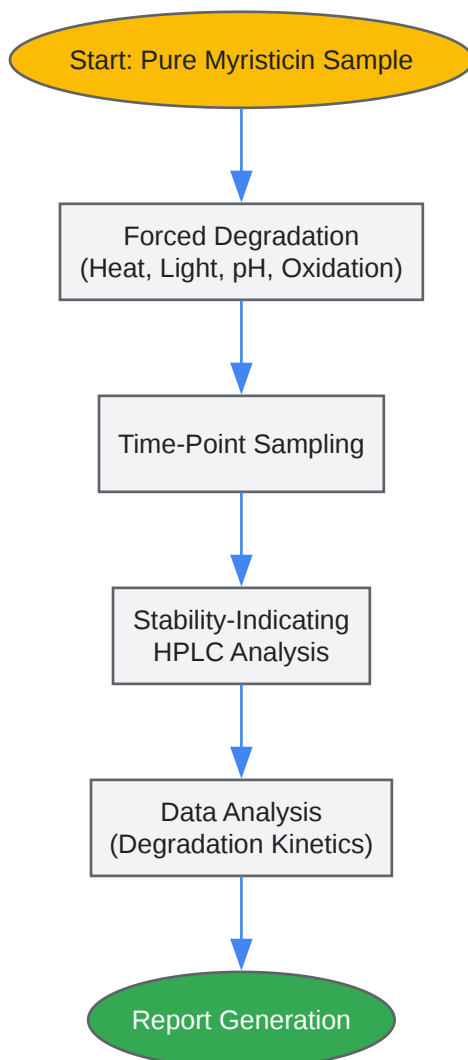 Start: Pure Myristicin Sample
Forced Degradation
(Heat, Light, pH, Oxidation)
Time-Point Sampling
Stability-Indicating
HPLC Analysis
Data Analysis
(Degradation Kinetics)
Report Generation